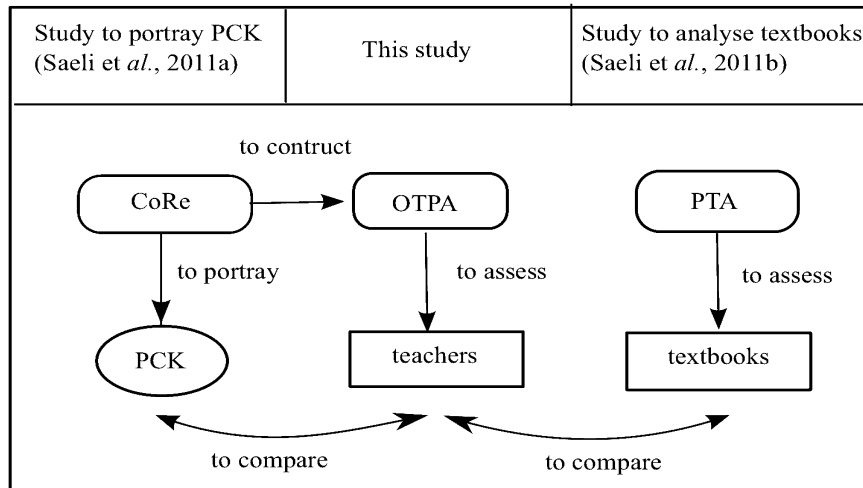 Study to portray PCK
(Saeli et al., 2011a)
This study
Study to analyse textbooks
(Saeli et al., 2011b)
to contruct
CoRe
OTPA
PTA
to portray
to assess
to assess
PCK
teachers
textbooks
to compare
to compare